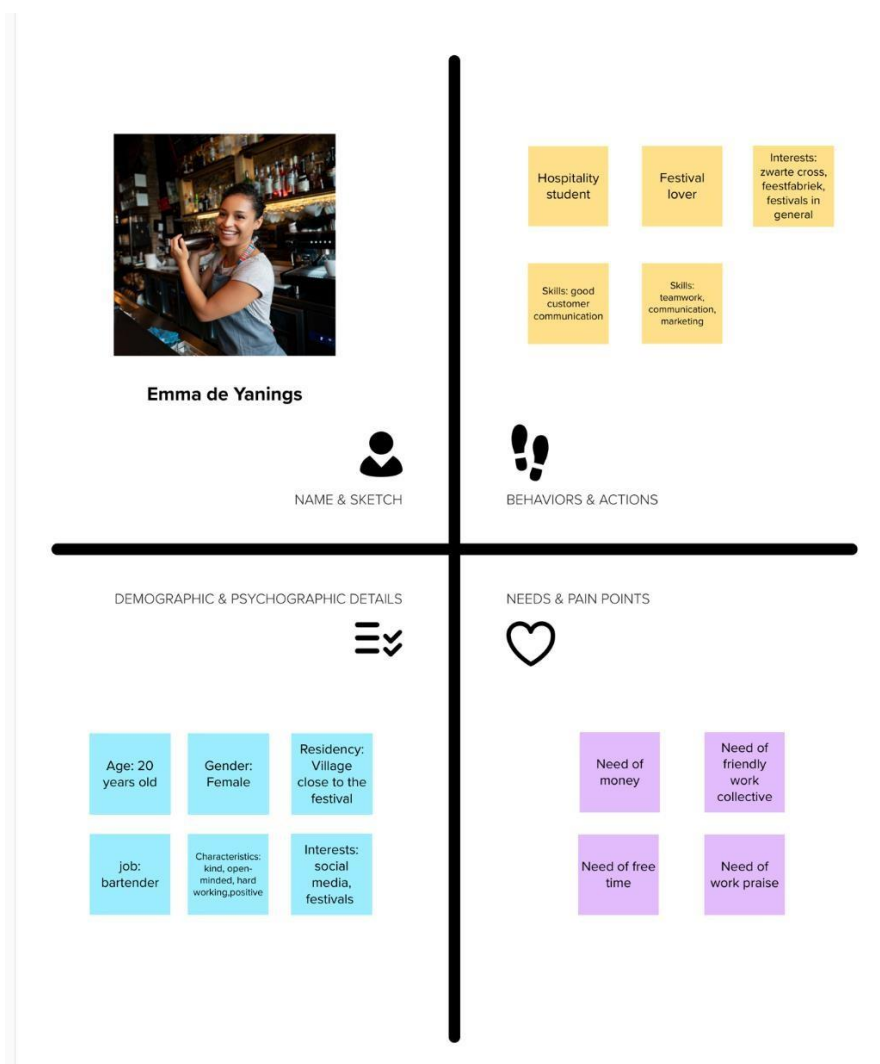 Emma de Yanings
NAME & SKETCH
Hospitality
student
Festival
lover
Interests:
zwarte cross,
feestfabriek,
festivals in
general
Skills: good
customer
communication
Skills:
teamwork,
communication,
marketing
BEHAVIORS & ACTIONS
DEMOGRAPHIC & PSYCHOGRAPHIC DETAILS
Age: 20
years old
Gender:
Female
Residency:
Village
close to the
festival
job:
bartender
Characteristics:
kind, open-
minded, hard
working,positive
Interests:
social
media,
festivals
NEEDS & PAIN POINTS
Need of
money
Need of
friendly
work
collective
Need of free
time
Need of
work praise